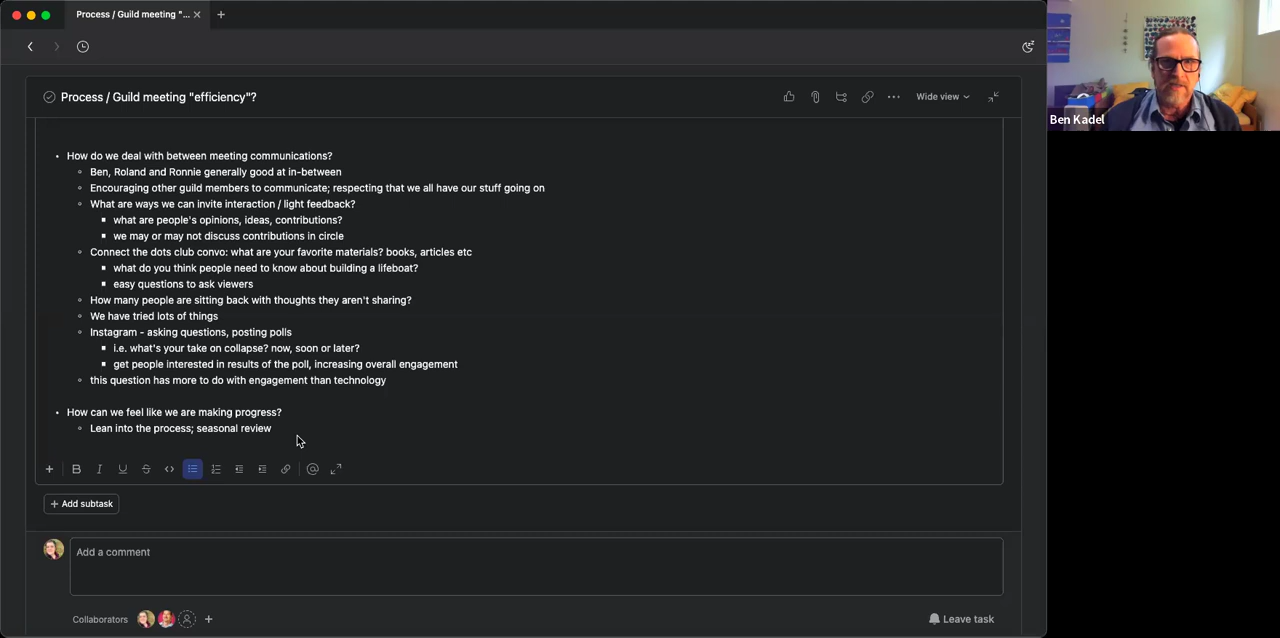 Process / Guild meeting "...
Process / Guild meeting "efficiency"?
Wide view
Ben Kadel
How do we deal with between meeting communications?
Ben, Roland and Ronnie generally good at in-between
Encouraging other guild members to communicate; respecting that we all have our stuff going on
What are ways we can invite interaction / light feedback?
what are people's opinions, ideas, contributions?
we may or may not discuss contributions in circle
Connect the dots club convo: what are your favorite materials? books, articles etc
what do you think people need to know about building a lifeboat?
easy questions to ask viewers
How many people are sitting back with thoughts they aren't sharing?
We have tried lots of things
Instagram - asking questions, posting polls
i.e. what's your take on collapse? now, soon or later?
get people interested in results of the poll, increasing overall engagement
this question has more to do with engagement than technology
How can we feel like we are making progress?
Lean into the process; seasonal review
Add subtask
Add a comment
Collaborators
Leave task